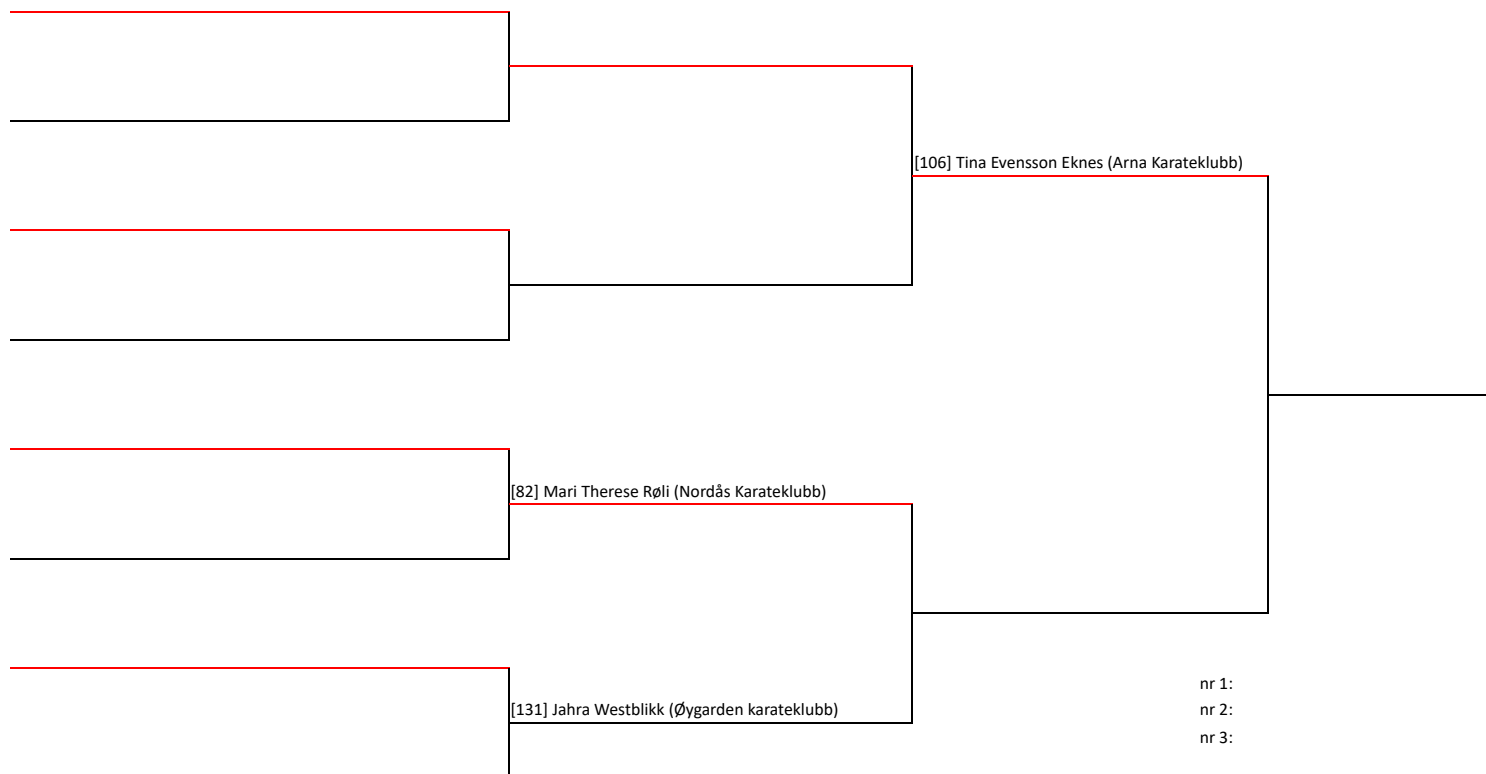 [106] Tina Evensson Eknes (Arna Karateklubb)
[82] Mari Therese Røli (Nordås Karateklubb)
[131] Jahra Westblikk (Øygarden karateklubb)
nr 1:
nr 2:
nr 3: